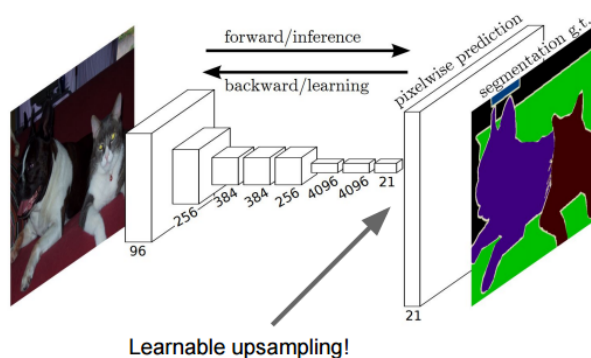 forward/inference
backward/learning
pixelwise prediction
segmentation g.t.
96
256
384
384
256
4096
4096
21
21
Learnable upsampling!